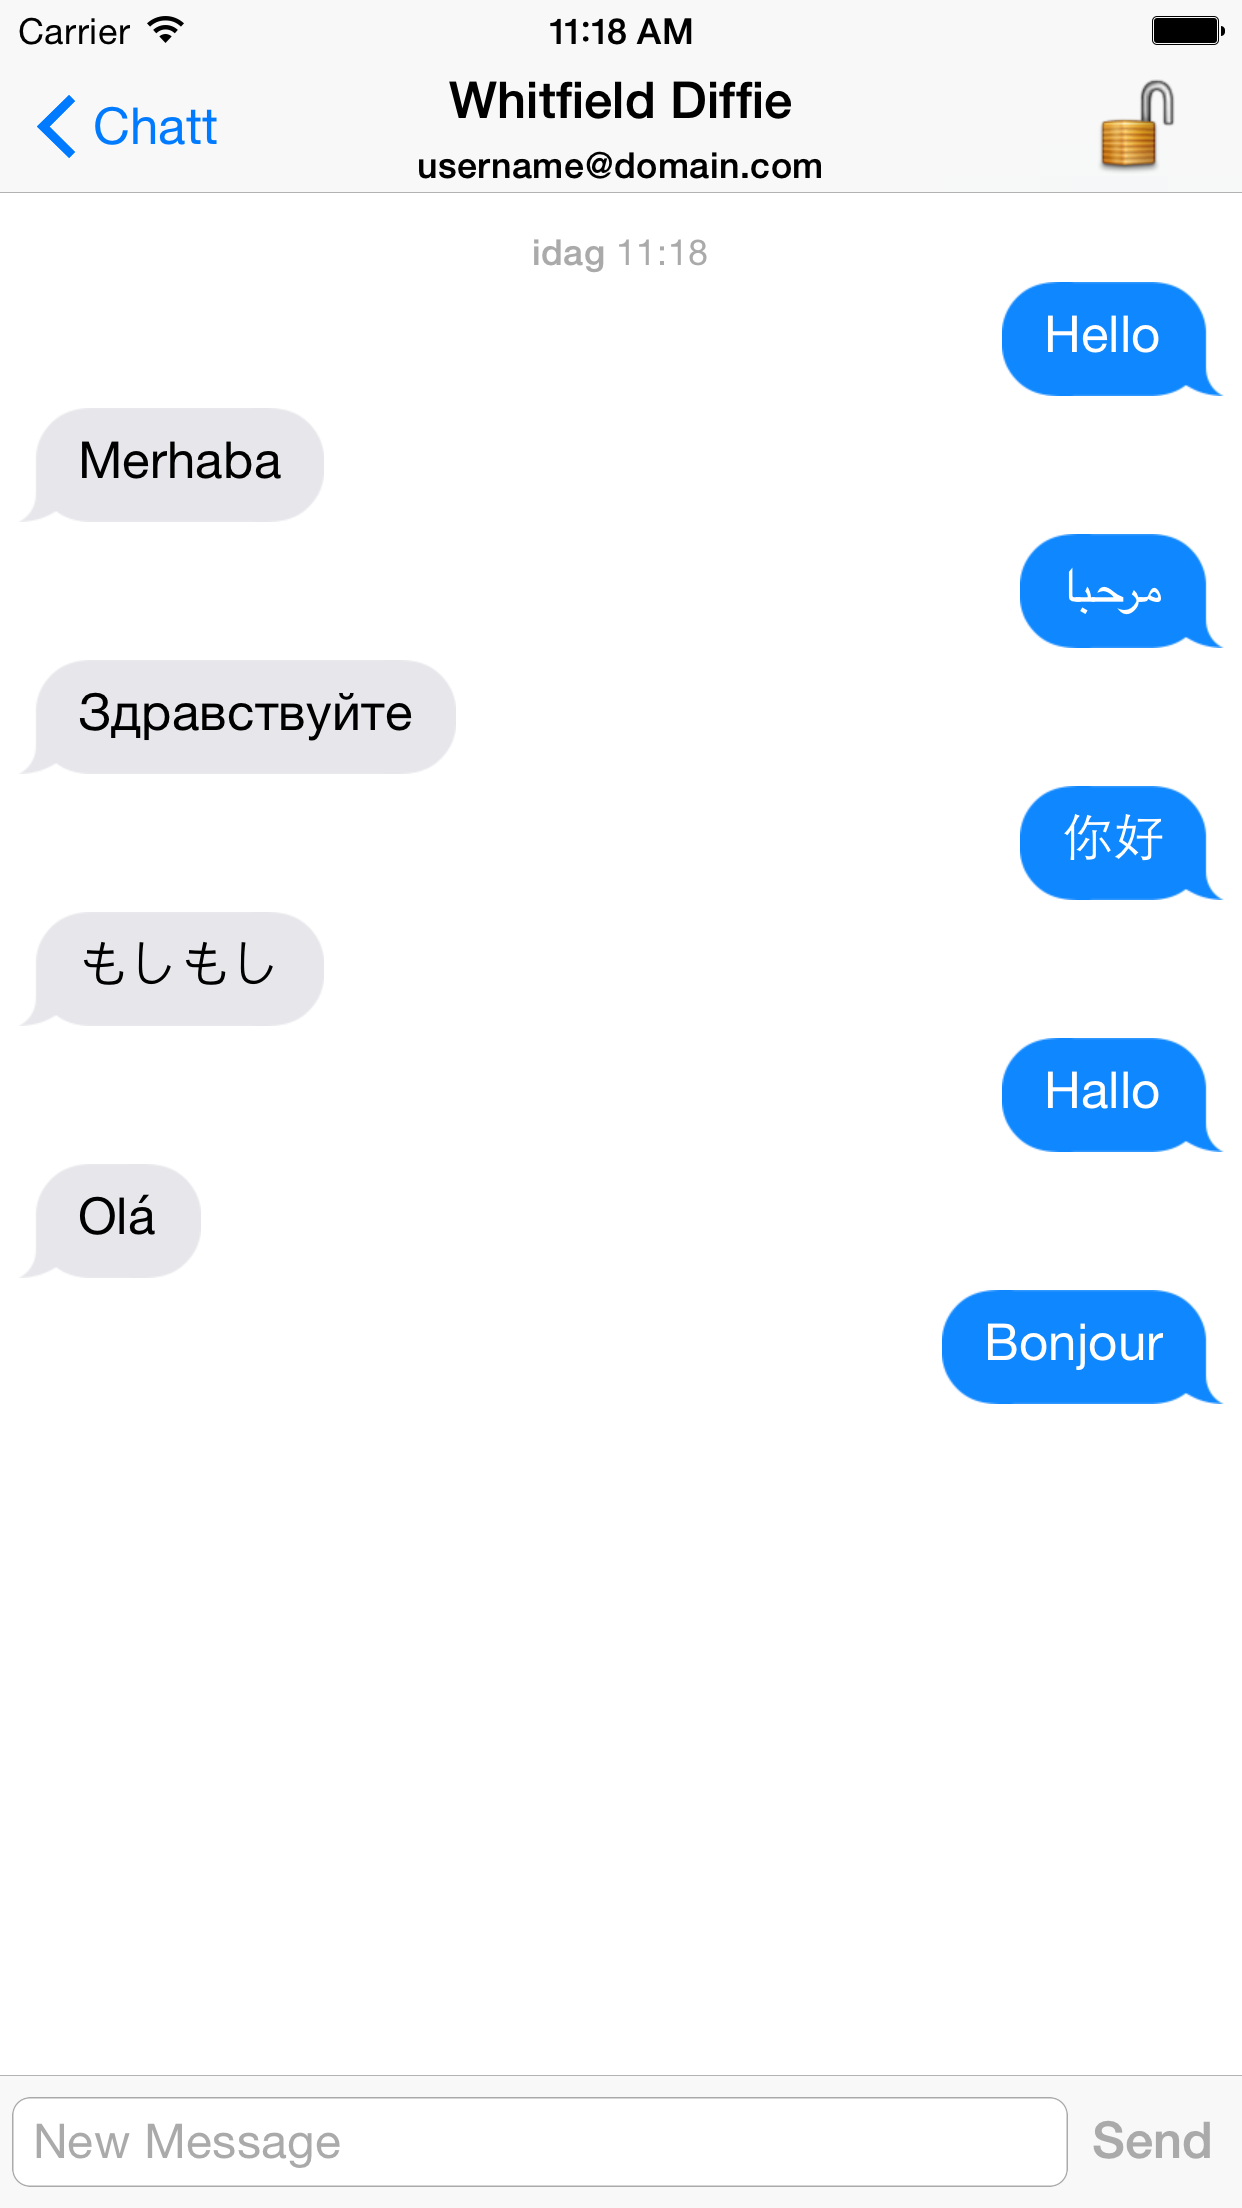 Carrier 11:18 AM
Chatt
Whitfield Diffie
username@domain.com
idag 11:18
Hello
Merhaba
مرحبا
Здравствуйте
你好
もしもし
Hallo
Olá
Bonjour
New Message Send